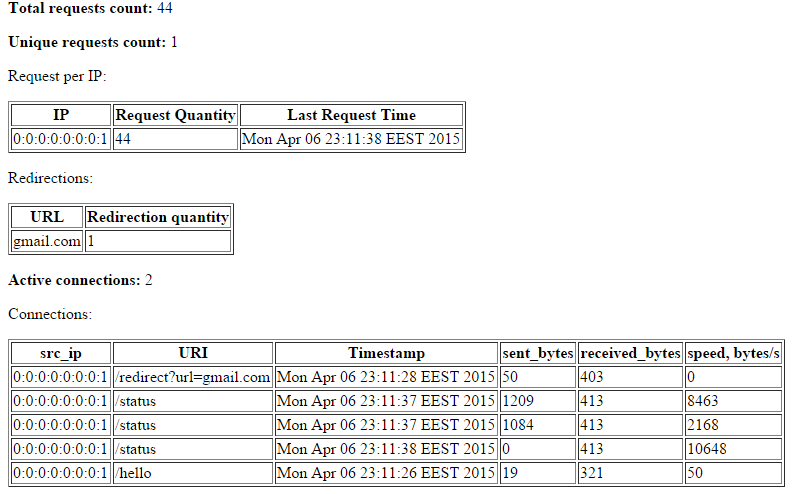 Total requests count: 44
Unique requests count: 1
Request per IP:
IP Request Quantity Last Request Time
0:0:0:0:0:0:0:1 44 Mon Apr 06 23:11:38 EEST 2015
Redirections:
URL Redirection quantity
gmail.com 1
Active connections: 2
Connections:
src_ip URI Timestamp sent_bytes received_bytes speed, bytes/s
0:0:0:0:0:0:0:1 /redirect?url=gmail.com Mon Apr 06 23:11:28 EEST 2015 50 403 0
0:0:0:0:0:0:0:1 /status Mon Apr 06 23:11:37 EEST 2015 1209 413 8463
0:0:0:0:0:0:0:1 /status Mon Apr 06 23:11:37 EEST 2015 1084 413 2168
0:0:0:0:0:0:0:1 /status Mon Apr 06 23:11:38 EEST 2015 0 413 10648
0:0:0:0:0:0:0:1 /hello Mon Apr 06 23:11:26 EEST 2015 19 321 50